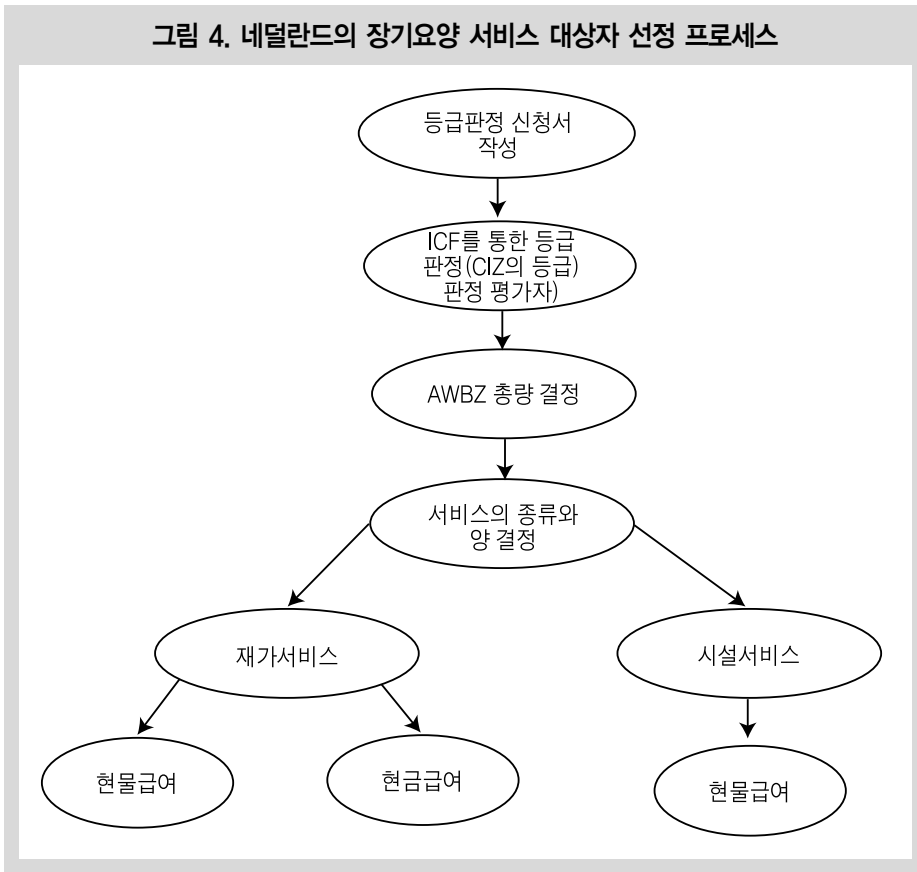 그림 4. 네덜란드의 장기요양 서비스 대상자 선정 프로세스
등급판정 신청서
작성
ICF를 통한 등급
판정(CIZ의 등급)
판정 평가자)
AWBZ 총량 결정
서비스의 종류와
양 결정
재가서비스
시설서비스
현물급여
현금급여
현물급여